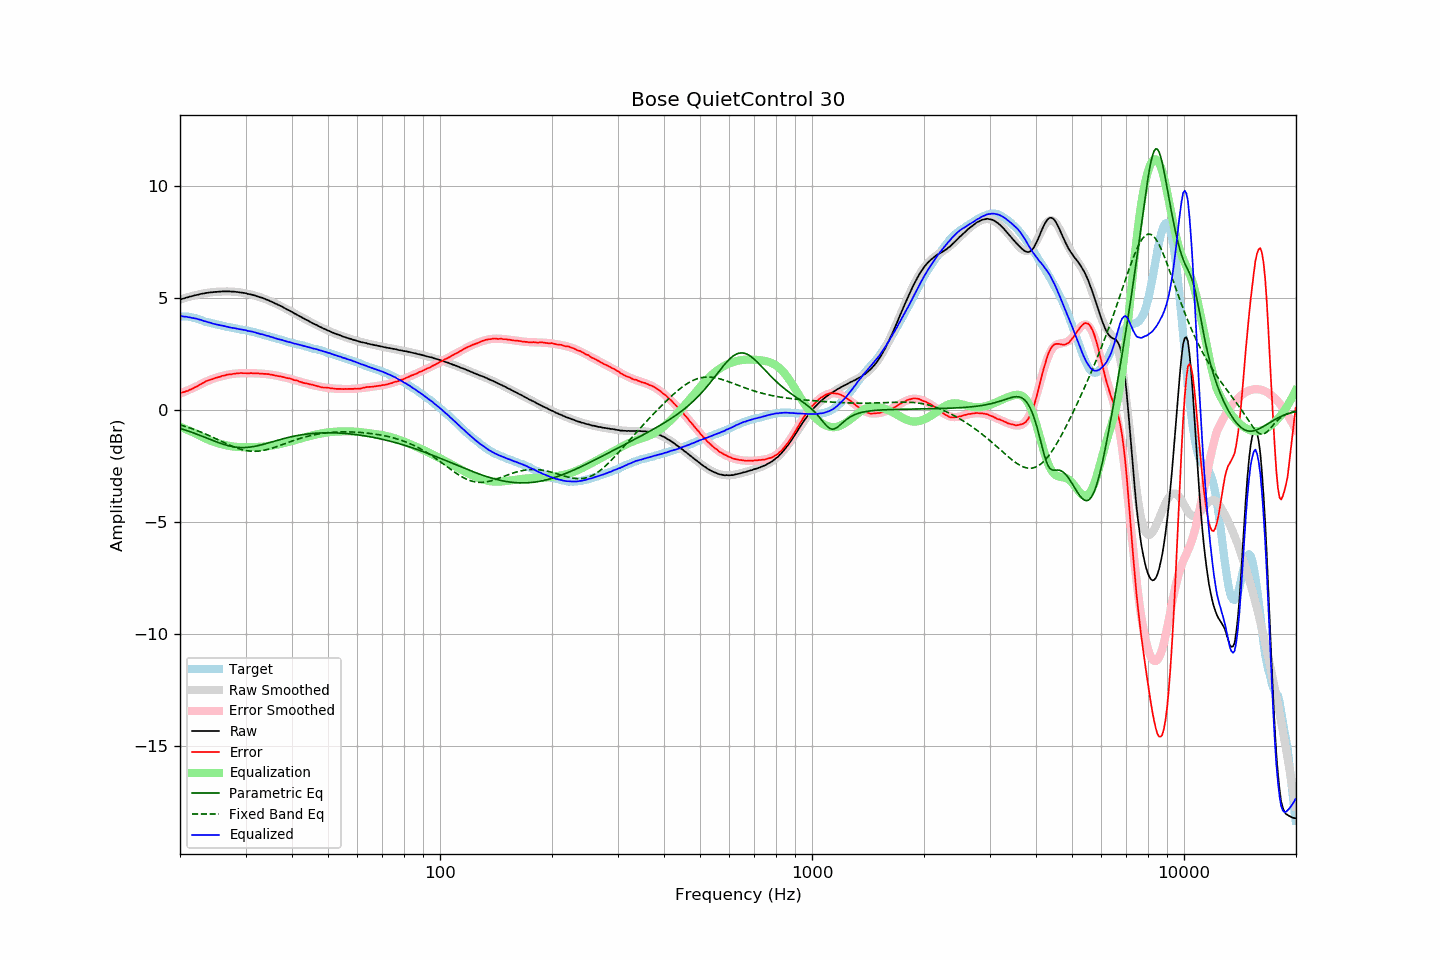 Bose QuietControl 30
Amplitude (dBr)
10
5
0
−5
−10
−15
Target
Raw Smoothed
Error Smoothed
Raw
Error
Equalization
Parametric Eq
Fixed Band Eq
Equalized
100
1000
10000
Frequency (Hz)